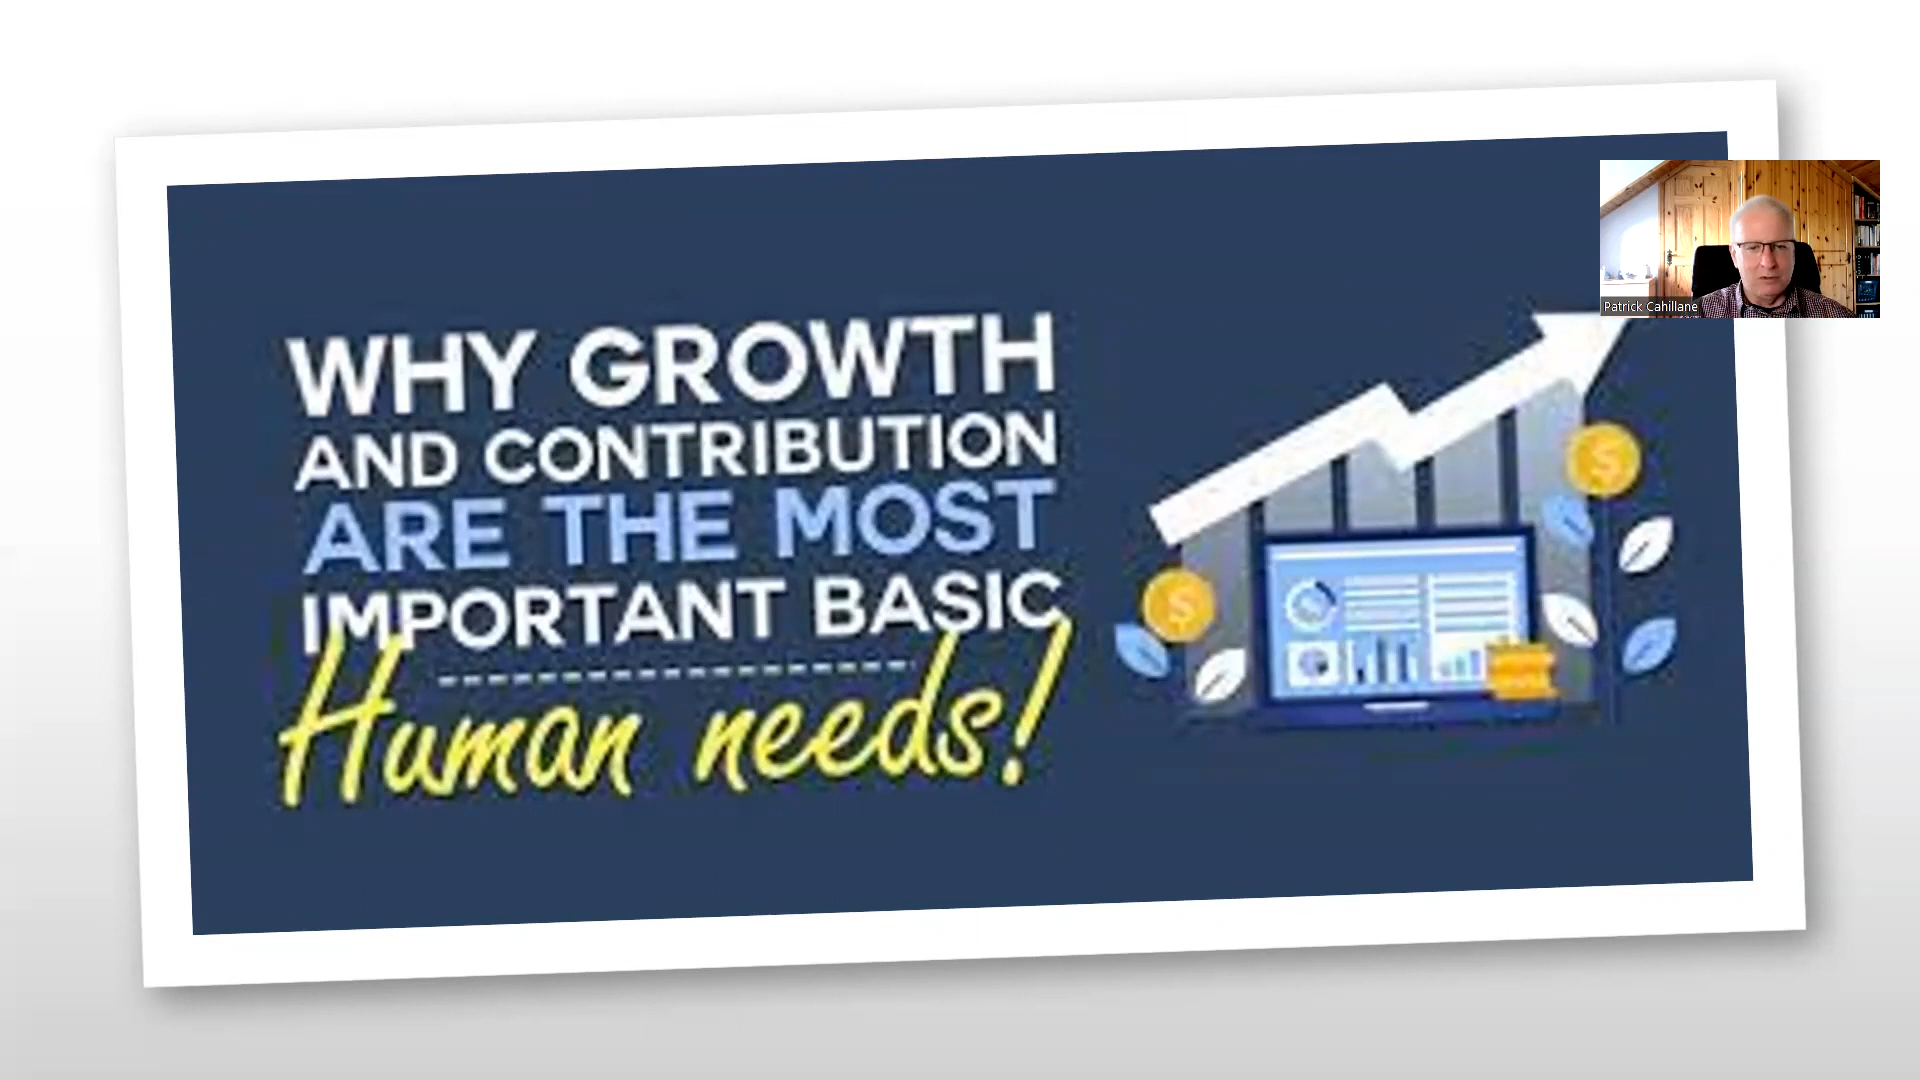 WHY GROWTH
AND CONTRIBUTION
ARE THE MOST
IMPORTANT BASIC
Human needs!
Patrick Cahillane
$
$